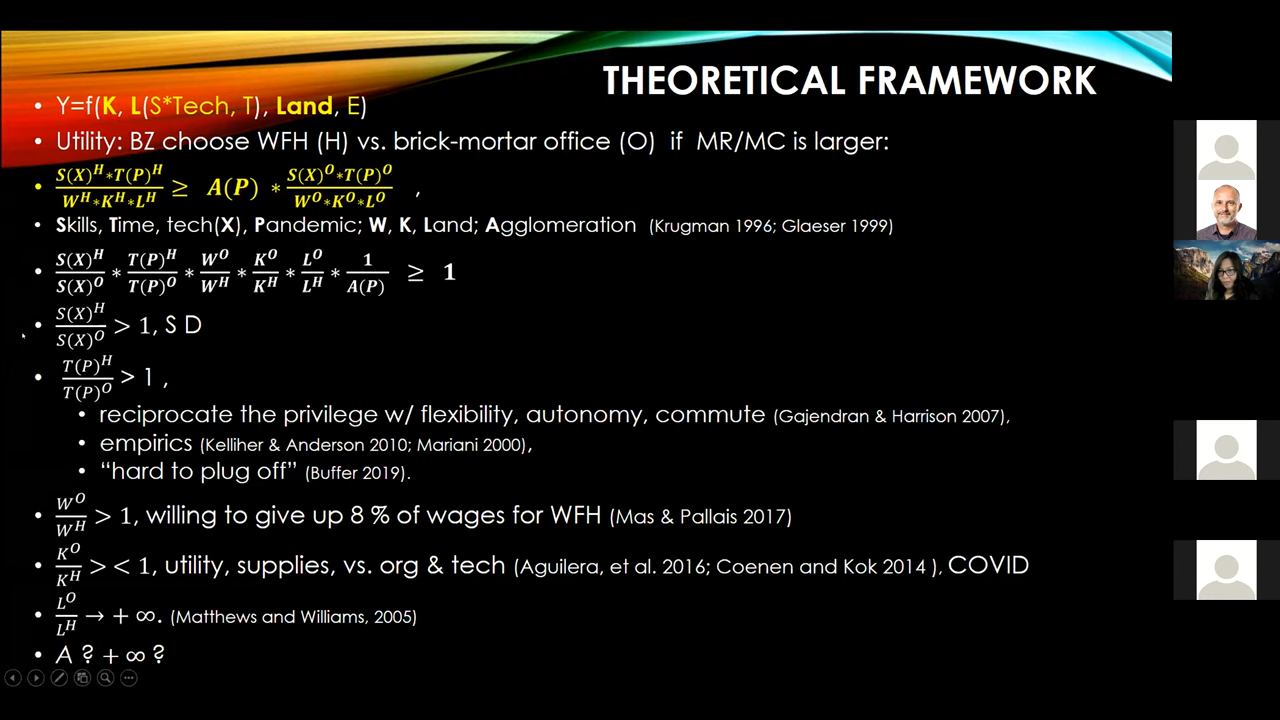 THEORETICAL FRAMEWORK
• Y=f(K, L(S*Tech, T), Land, E)
• Utility: BZ choose WFH (H) vs. brick-mortar office (O) if MR/MC is larger:
• S(X)^H∗T(P)^H / W^H∗K^H∗L^H ≥ A(P) ∗ S(X)^O∗T(P)^O / W^O∗K^O∗L^O ,
• Skills, Time, tech(X), Pandemic; W, K, Land; Agglomeration (Krugman 1996; Glaeser 1999)
• S(X)^H/S(X)^O ∗ T(P)^H/T(P)^O ∗ W^O/W^H ∗ K^O/K^H ∗ L^O/L^H ∗ 1/A(P) ≥ 1
• S(X)^H/S(X)^O > 1, S D
• T(P)^H/T(P)^O > 1 ,
• reciprocate the privilege w/ flexibility, autonomy, commute (Gajendran & Harrison 2007),
• empirics (Kelliher & Anderson 2010; Mariani 2000),
• “hard to plug off” (Buffer 2019).
• W^O/W^H > 1, willing to give up 8 % of wages for WFH (Mas & Pallais 2017)
• K^O/K^H > < 1, utility, supplies, vs. org & tech (Aguilera, et al. 2016; Coenen and Kok 2014 ), COVID
• L^O/L^H → + ∞. (Matthews and Williams, 2005)
• A ? + ∞ ?